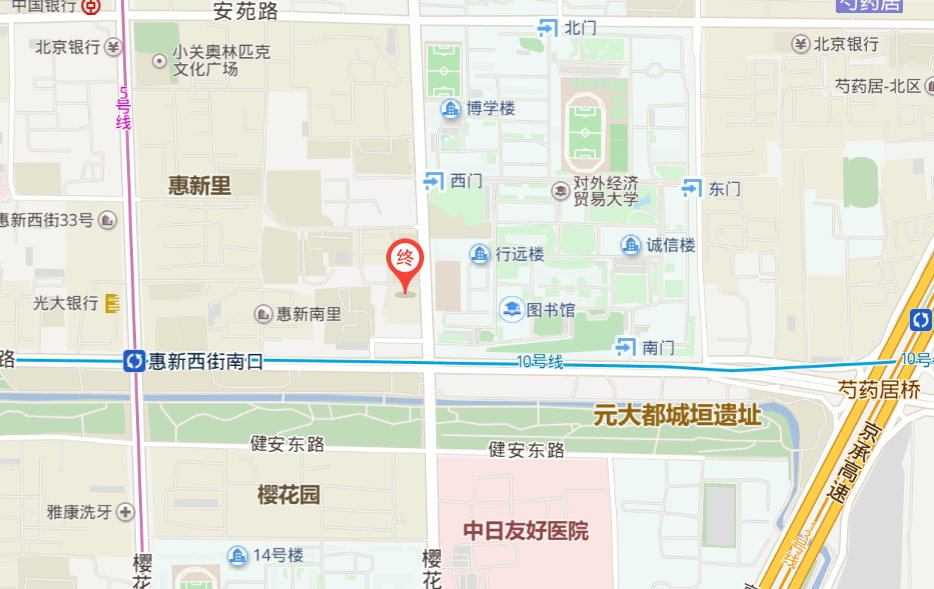 中国银行
安苑路
芍药居
北京银行
小关奥林匹克
文化广场
北门
北京银行
芍药居-北区
5号线
博学楼
惠新里
西门
对外经济
贸易大学
东门
惠新西街33号
行远楼
诚信楼
终
光大银行
惠新南里
图书馆
路
惠新西街南口
10号线
南门
10号
芍药居桥
元大都城垣遗址
京承高速
健安东路
健安东路
樱花园
雅康洗牙
中日友好医院
14号楼
13号线
樱花
樱花